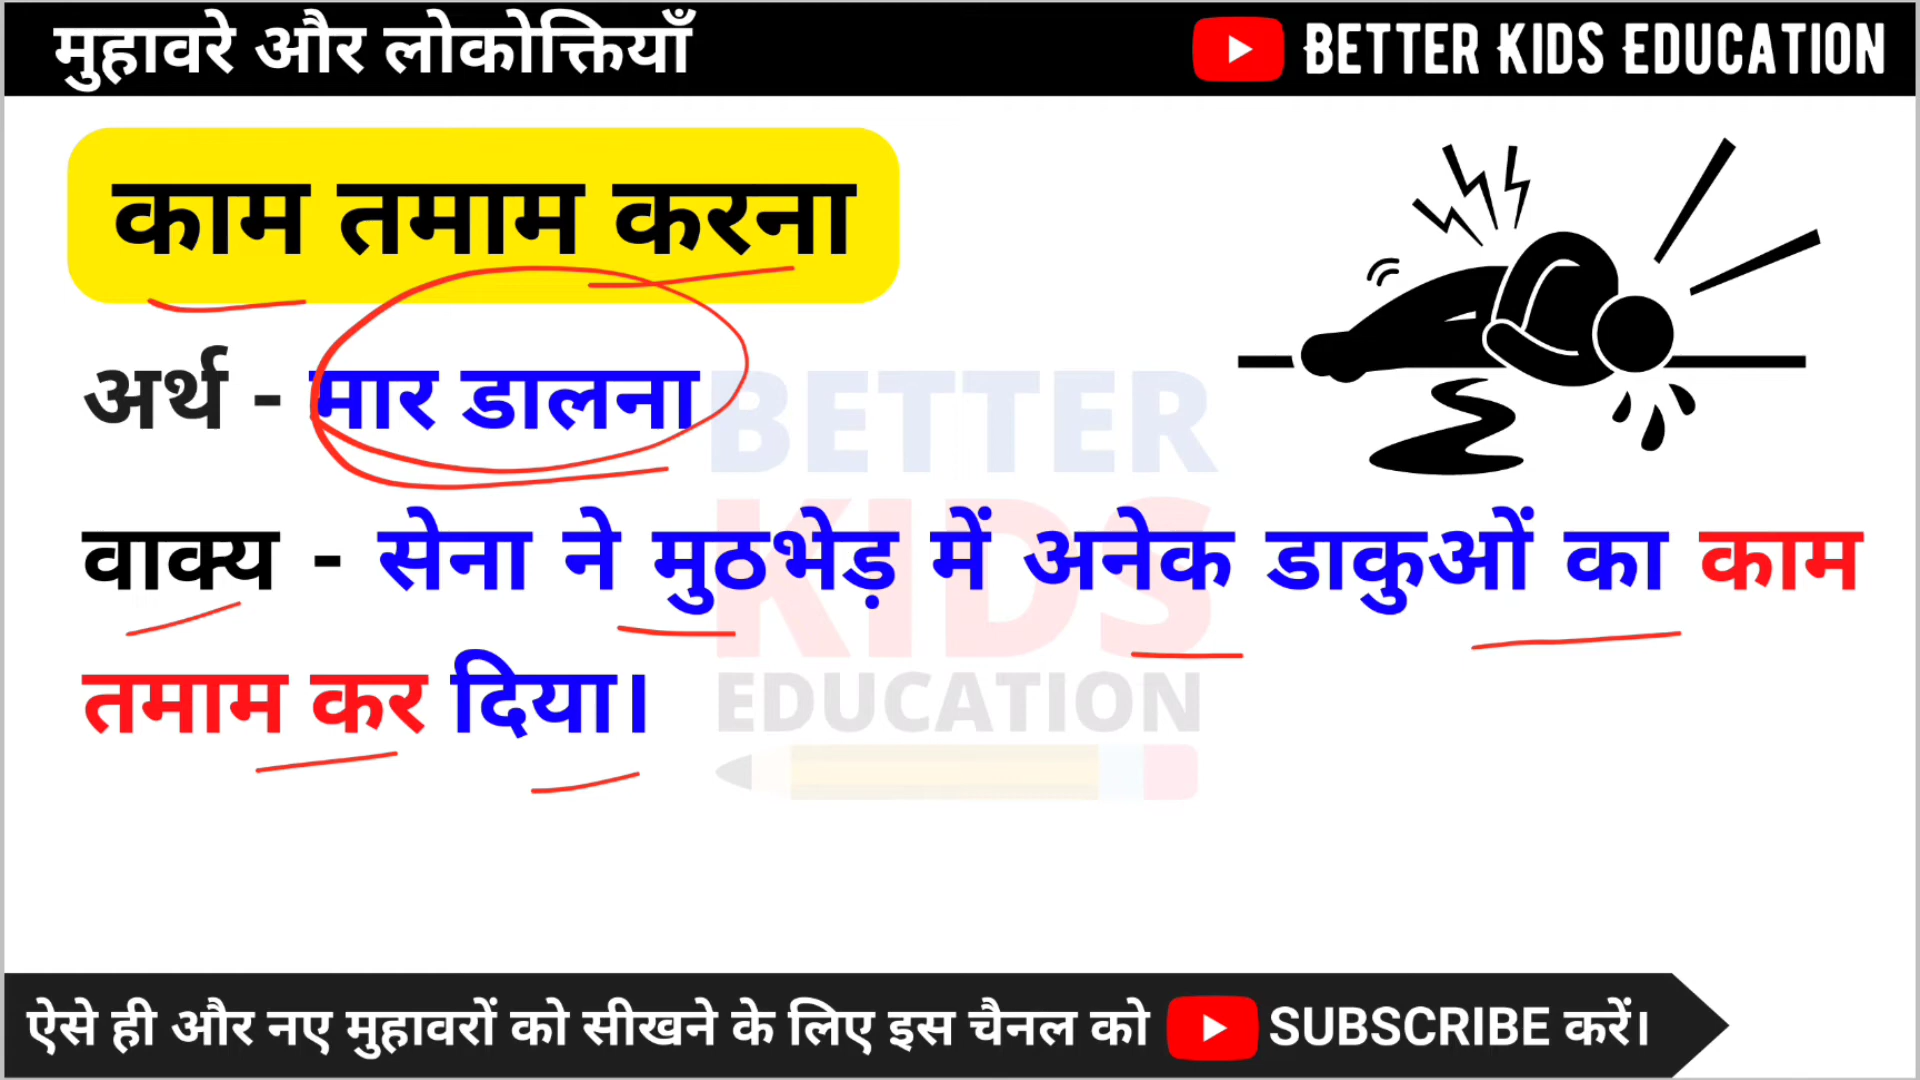 मुहावरे और लोकोक्तियाँ
BETTER KIDS EDUCATION
काम तमाम करना
अर्थ - मार डालना
वाक्य - सेना ने मुठभेड़ में अनेक डाकुओं का काम
तमाम कर दिया।
BETTER
KIDS
EDUCATION
ऐसे ही और नए मुहावरों को सीखने के लिए इस चैनल को SUBSCRIBE करें।